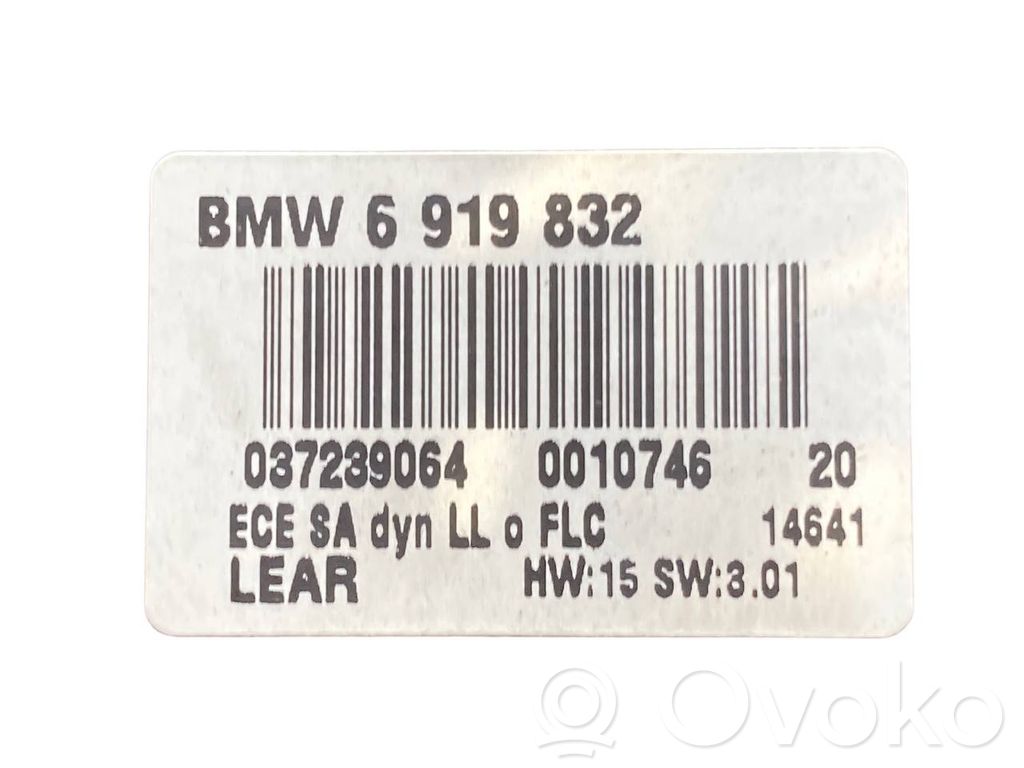 BMW 6 919 832
037239064 0010746 20
ECE SA dyn LL o FLC 14641
LEAR HW:15 SW:3.01
Ovoko